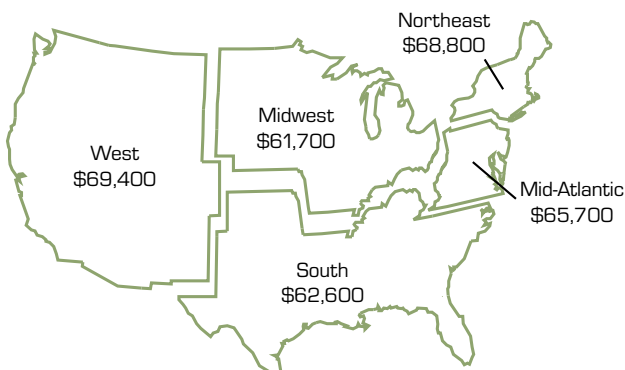 Northeast
$68,800
Midwest
$61,700
West
$69,400
Mid-Atlantic
$65,700
South
$62,600